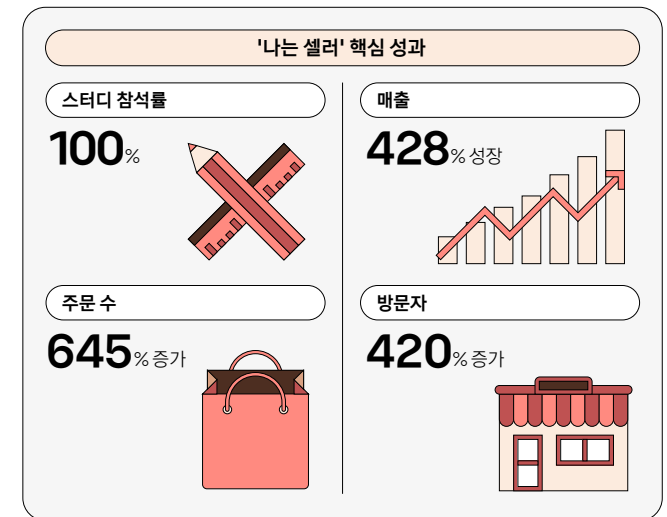 '나는 셀러' 핵심 성과
스터디 참석률
100%
매출
428% 성장
주문 수
645% 증가
방문자
420% 증가